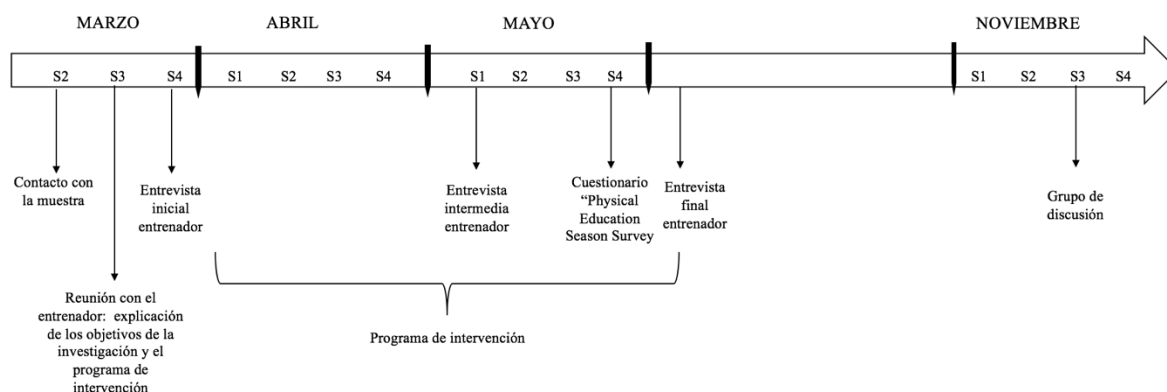 MARZO
ABRIL
MAYO
NOVIEMBRE
S2 S3 S4 S1 S2 S3 S4 S1 S2 S3 S4 S1 S2 S3 S4
Contacto con
la muestra
Reunión con el
entrenador: explicación
de los objetivos de la
investigación y el
programa de
intervención
Entrevista
inicial
entrenador
Entrevista
intermedia
entrenador
Cuestionario
“Physical
Education
Season Survey
Entrevista
final
entrenador
Grupo de
discusión
Programa de intervención